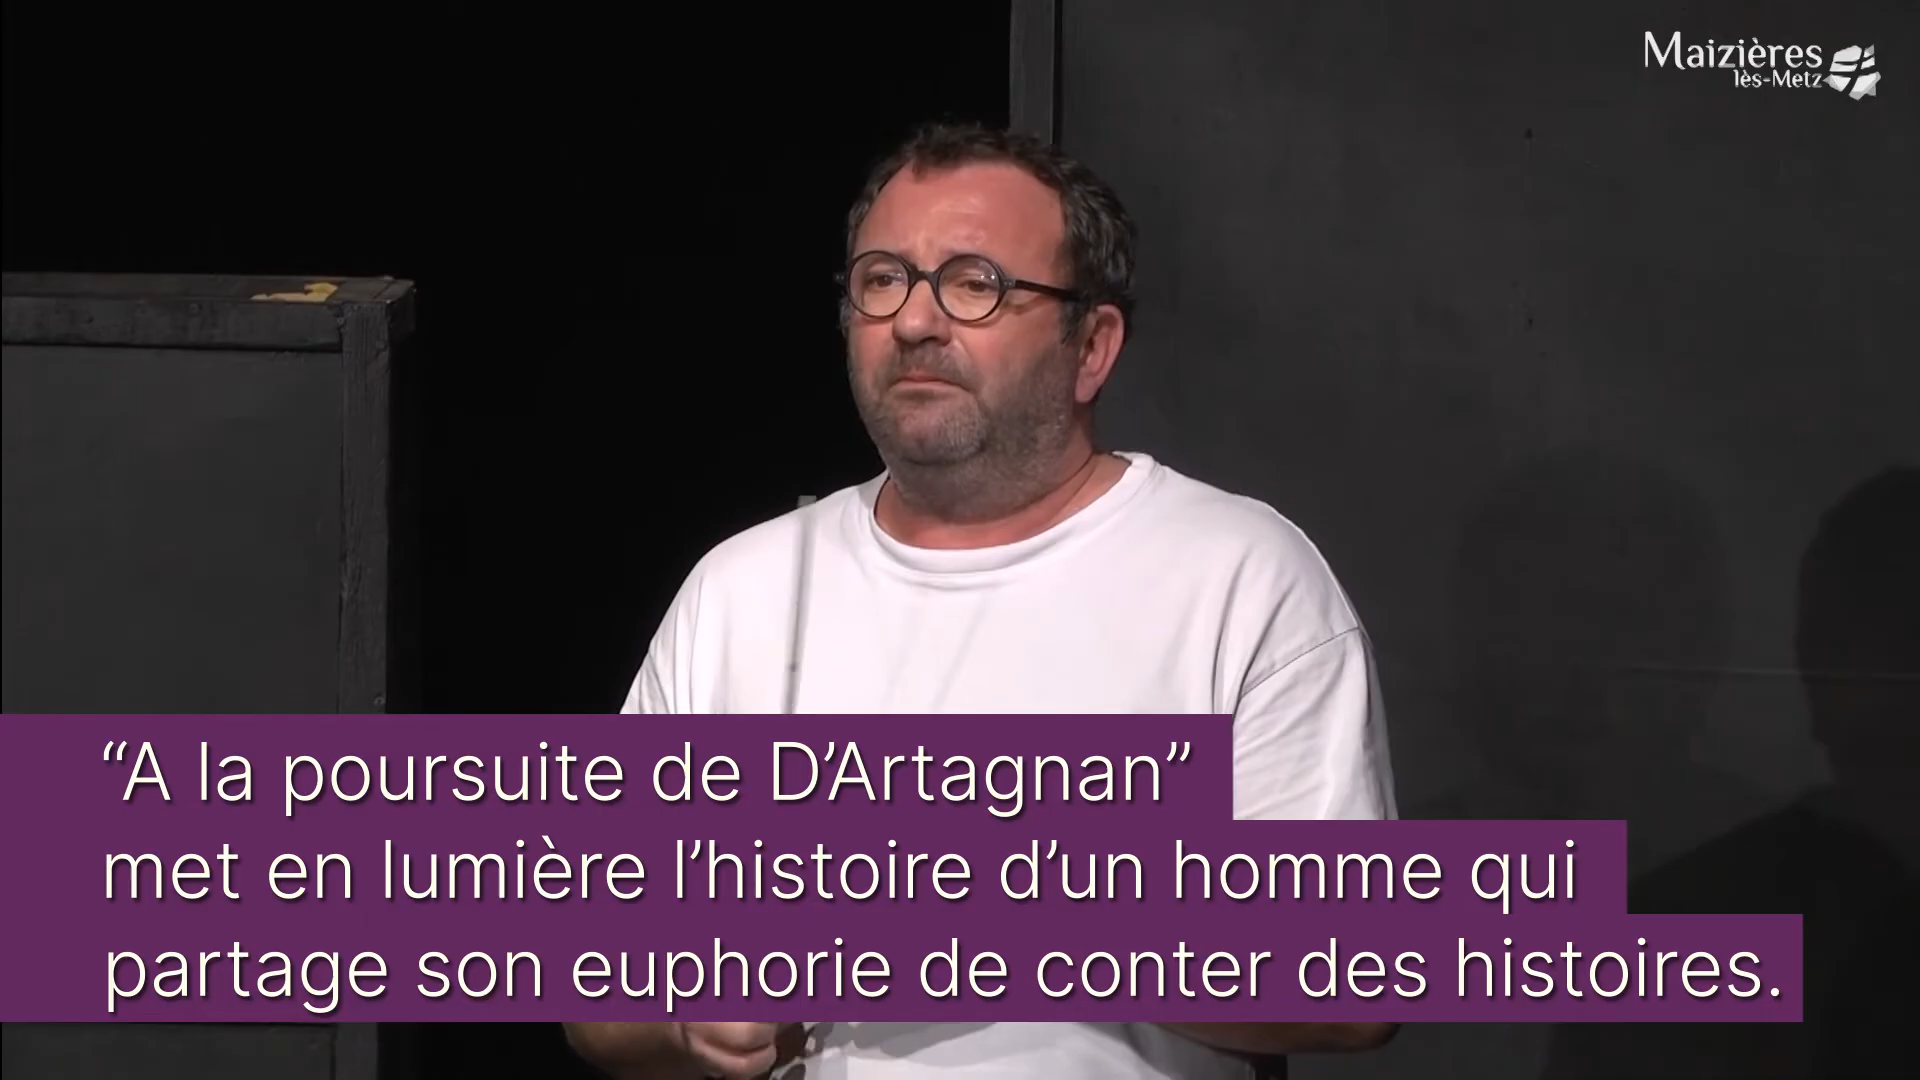 Maizières
lès-Metz
“A la poursuite de D’Artagnan”
met en lumière l’histoire d’un homme qui
partage son euphorie de conter des histoires.